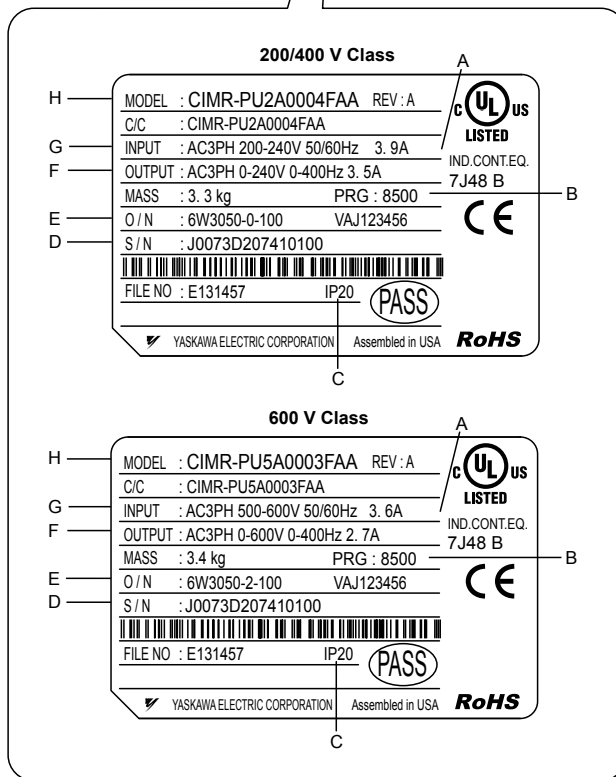 200/400 V Class
A
H
MODEL : CIMR-PU2A0004FAA REV : A
C/C : CIMR-PU2A0004FAA
G
INPUT : AC3PH 200-240V 50/60Hz 3. 9A
F
OUTPUT : AC3PH 0-240V 0-400Hz 3. 5A
MASS : 3. 3 kg PRG : 8500
B
E
O / N : 6W3050-0-100 VAJ123456
D
S / N : J0073D207410100
FILE NO : E131457 IP20
PASS
YASKAWA ELECTRIC CORPORATION Assembled in USA RoHS
C UL US
LISTED
IND.CONT.EQ.
7J48 B
CE
C
600 V Class
A
H
MODEL : CIMR-PU5A0003FAA REV : A
C/C : CIMR-PU5A0003FAA
G
INPUT : AC3PH 500-600V 50/60Hz 3. 6A
F
OUTPUT : AC3PH 0-600V 0-400Hz 2. 7A
MASS : 3.4 kg PRG : 8500
B
E
O / N : 6W3050-2-100 VAJ123456
D
S / N : J0073D207410100
FILE NO : E131457 IP20
PASS
YASKAWA ELECTRIC CORPORATION Assembled in USA RoHS
C UL US
LISTED
IND.CONT.EQ.
7J48 B
CE
C